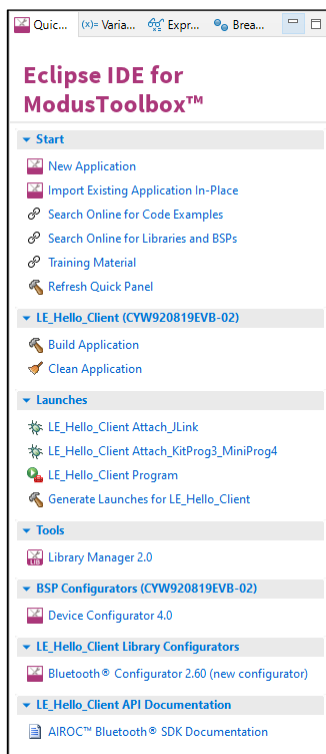 Quic...
(x)= Varia...
Expr...
Brea...
Eclipse IDE for
ModusToolbox™
Start
New Application
Import Existing Application In-Place
Search Online for Code Examples
Search Online for Libraries and BSPs
Training Material
Refresh Quick Panel
LE_Hello_Client (CYW920819EVB-02)
Build Application
Clean Application
Launches
LE_Hello_Client Attach_JLink
LE_Hello_Client Attach_KitProg3_MiniProg4
LE_Hello_Client Program
Generate Launches for LE_Hello_Client
Tools
LIB
Library Manager 2.0
BSP Configurators (CYW920819EVB-02)
Device Configurator 4.0
LE_Hello_Client Library Configurators
Bluetooth® Configurator 2.60 (new configurator)
LE_Hello_Client API Documentation
AIROC™ Bluetooth® SDK Documentation